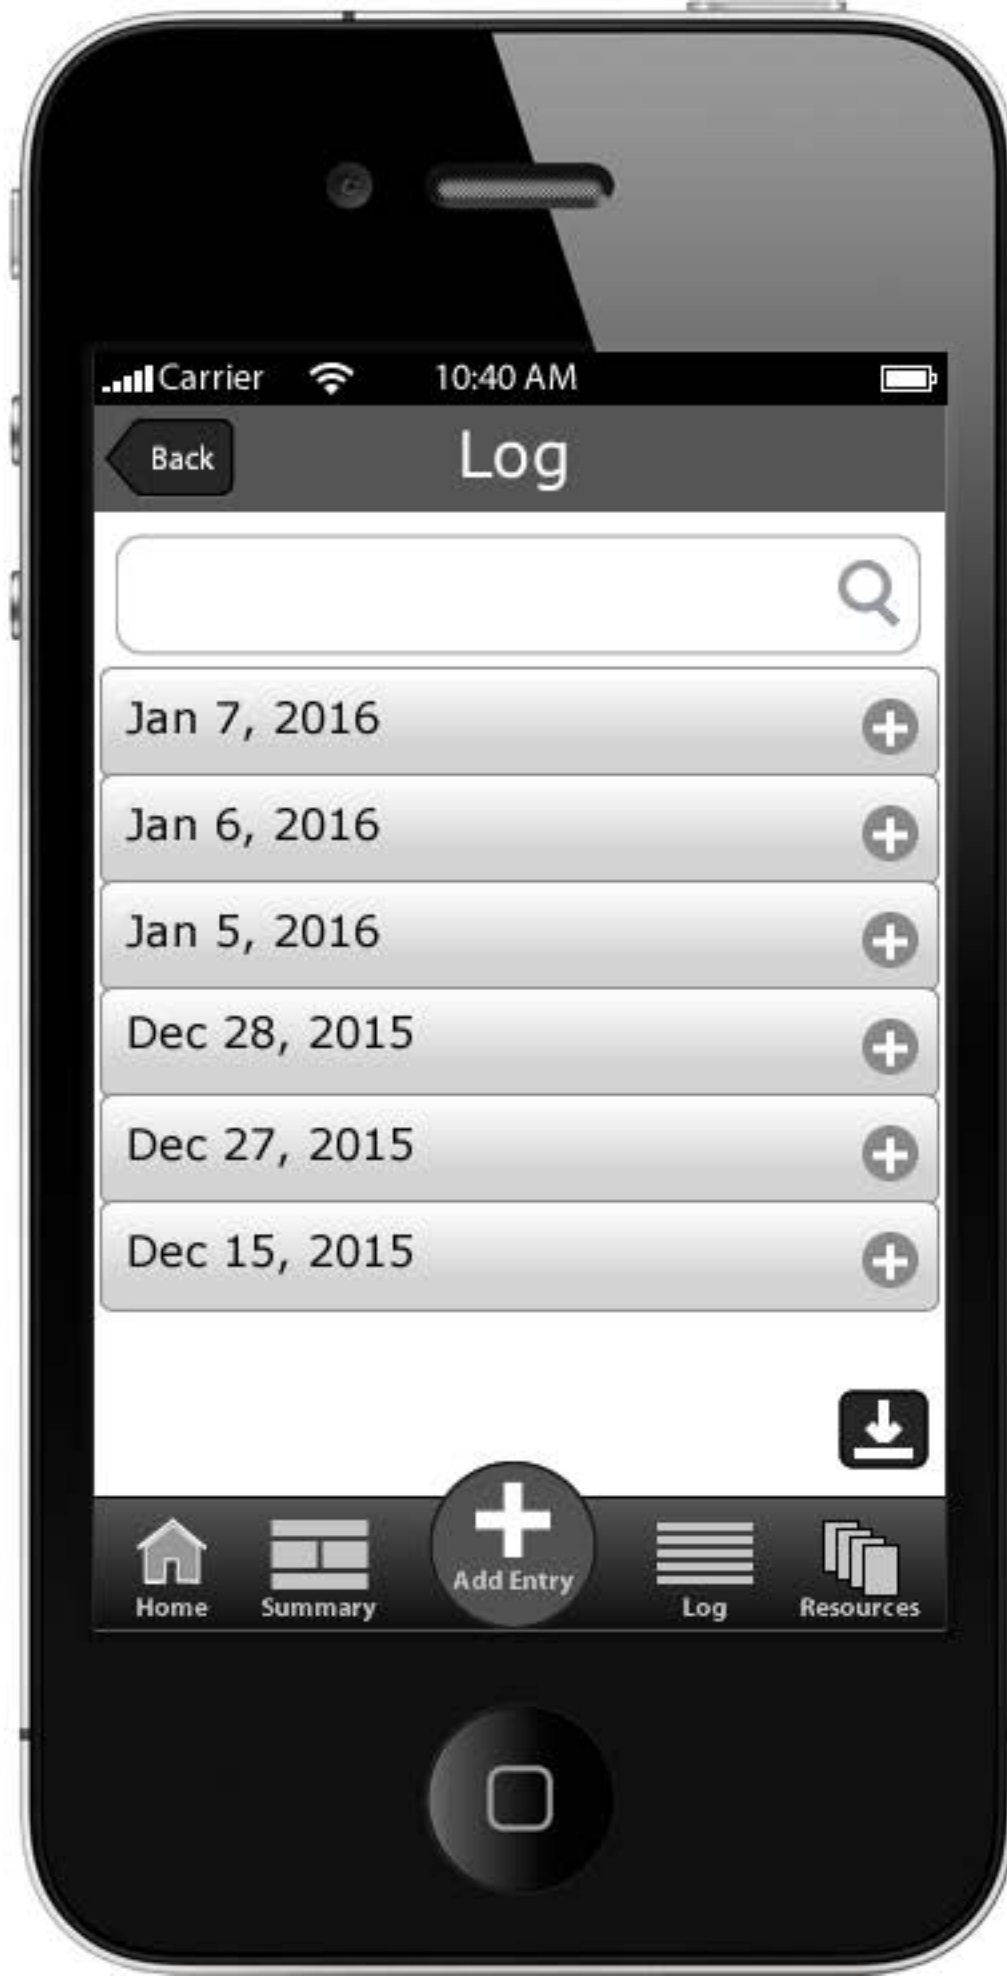 Carrier 10:40 AM
Back Log
Jan 7, 2016
Jan 6, 2016
Jan 5, 2016
Dec 28, 2015
Dec 27, 2015
Dec 15, 2015
Home Summary Add Entry Log Resources